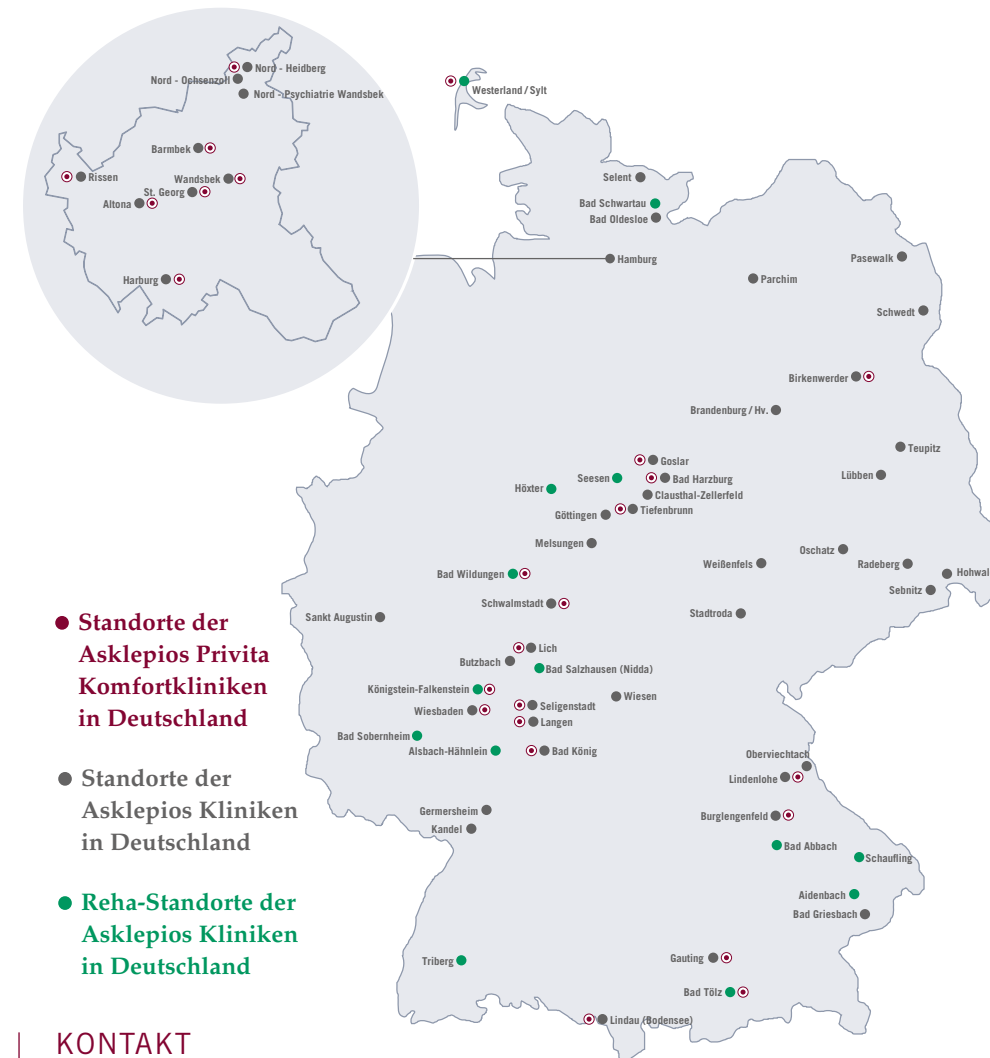 Nord - Heidberg
Nord - Ochsenzoll
Nord - Psychiatrie Wandsbek
Barmbek
Rissen
Wandsbek
St. Georg
Altona
Harburg
Westerland / Sylt
Selent
Bad Schwartau
Bad Oldesloe
Hamburg
Pasewalk
Parchim
Schwedt
Birkenwerder
Brandenburg / Hv.
Teupitz
Goslar
Lübben
Seesen
Bad Harzburg
Höxter
Clausthal-Zellerfeld
Göttingen
Tiefenbrunn
Melsungen
Oschatz
Weißenfels
Radeberg
Hohwal
Bad Wildungen
Sebnitz
Schwalmstadt
Stadtroda
Sankt Augustin
Lich
Butzbach
Bad Salzhausen (Nidda)
Königstein-Falkenstein
Wiesen
Seligenstadt
Wiesbaden
Langen
Bad Sobernheim
Alsbach-Hähnlein
Bad König
Oberviechtach
Lindenlohe
Germersheim
Burglengenfeld
Kandel
Bad Abbach
Schaufling
Aidenbach
Bad Griesbach
Triberg
Gauting
Bad Tölz
Lindau (Bodensee)
Standorte der
Asklepios Privita
Komfortkliniken
in Deutschland
Standorte der
Asklepios Kliniken
in Deutschland
Reha-Standorte der
Asklepios Kliniken
in Deutschland
KONTAKT